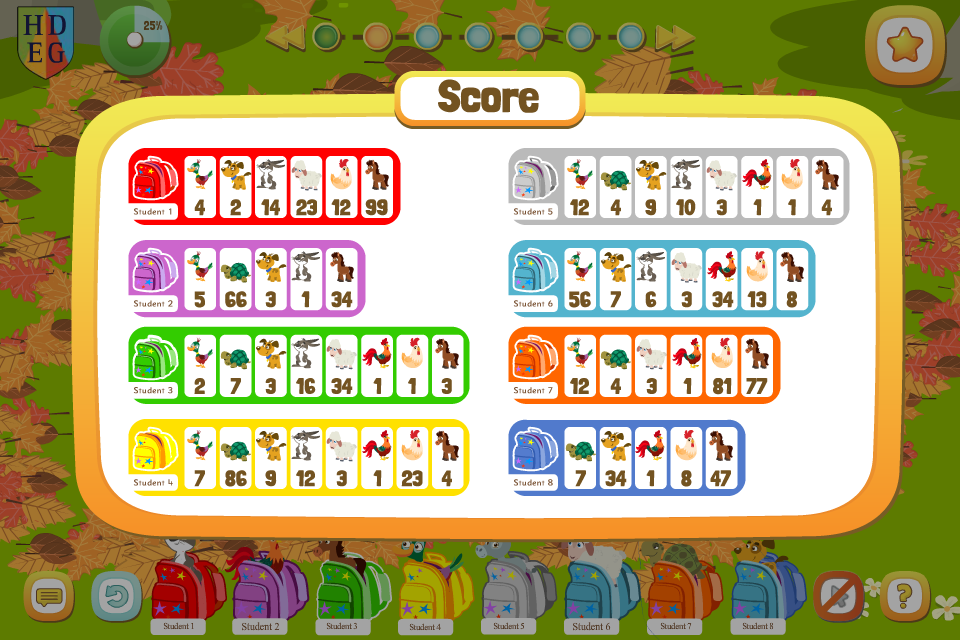 H D
E G
25%
Score
Student 1
4 2 14 23 12 99
Student 2
5 66 3 1 34
Student 3
2 7 3 16 34 1 1 3
Student 4
7 86 9 12 3 1 23 4
Student 5
12 4 9 10 3 1 1 4
Student 6
56 7 6 3 34 13 8
Student 7
12 4 3 1 81 77
Student 8
7 34 1 8 47
Student 1 Student 2 Student 3 Student 4 Student 5 Student 6 Student 7 Student 8
?